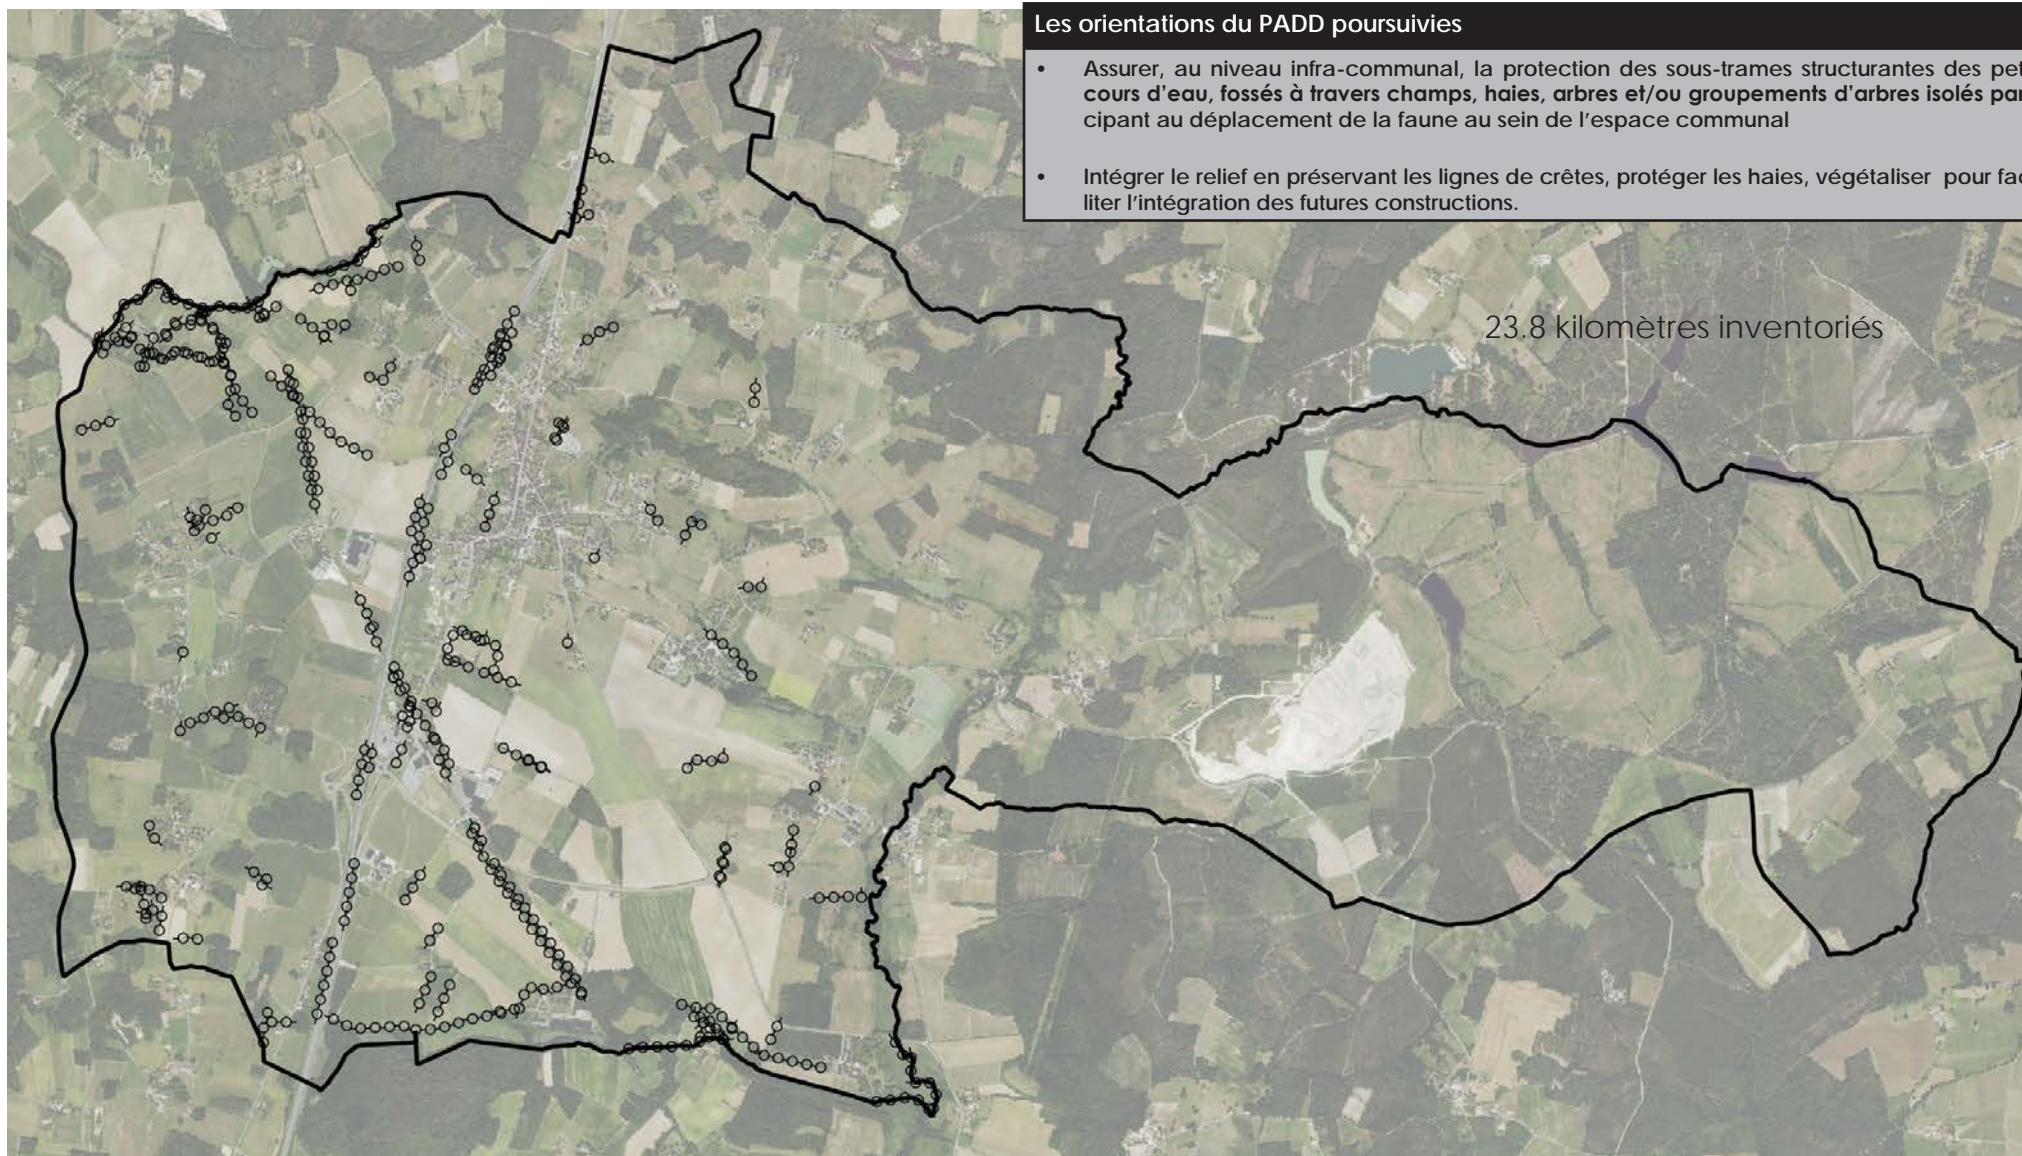 Les orientations du PADD poursuivies
• Assurer, au niveau infra-communal, la protection des sous-trames structurantes des pet
cours d'eau, fossés à travers champs, haies, arbres et/ou groupements d'arbres isolés par
cipant au déplacement de la faune au sein de l'espace communal
• Intégrer le relief en préservant les lignes de crêtes, protéger les haies, végétaliser pour fac
liter l'intégration des futures constructions.
23.8 kilomètres inventoriés